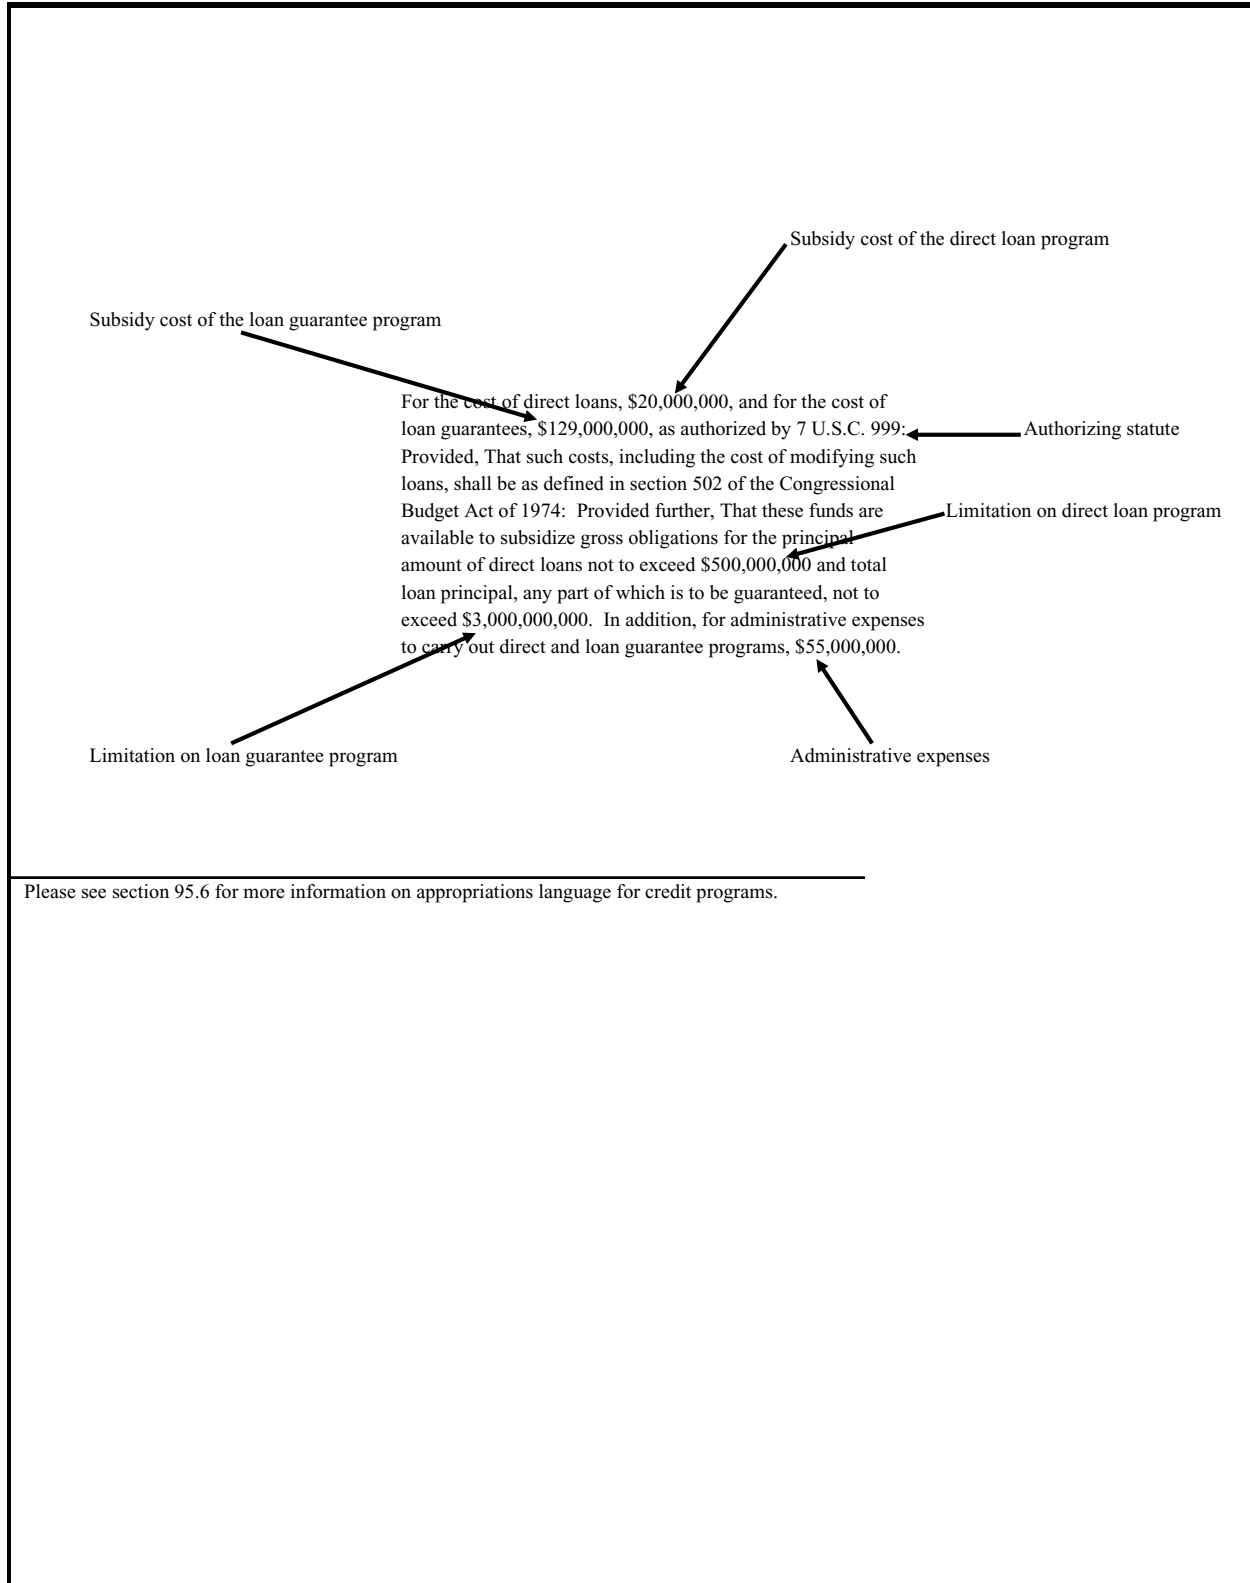 Subsidy cost of the direct loan program
Subsidy cost of the loan guarantee program
For the cost of direct loans, $20,000,000, and for the cost of
loan guarantees, $129,000,000, as authorized by 7 U.S.C. 999:
Authorizing statute
Provided, That such costs, including the cost of modifying such
loans, shall be as defined in section 502 of the Congressional
Budget Act of 1974:  Provided further, That these funds are
Limitation on direct loan program
available to subsidize gross obligations for the principal
amount of direct loans not to exceed $500,000,000 and total
loan principal, any part of which is to be guaranteed, not to
exceed $3,000,000,000.  In addition, for administrative expenses
to carry out direct and loan guarantee programs, $55,000,000.
Limitation on loan guarantee program
Administrative expenses
Please see section 95.6 for more information on appropriations language for credit programs.